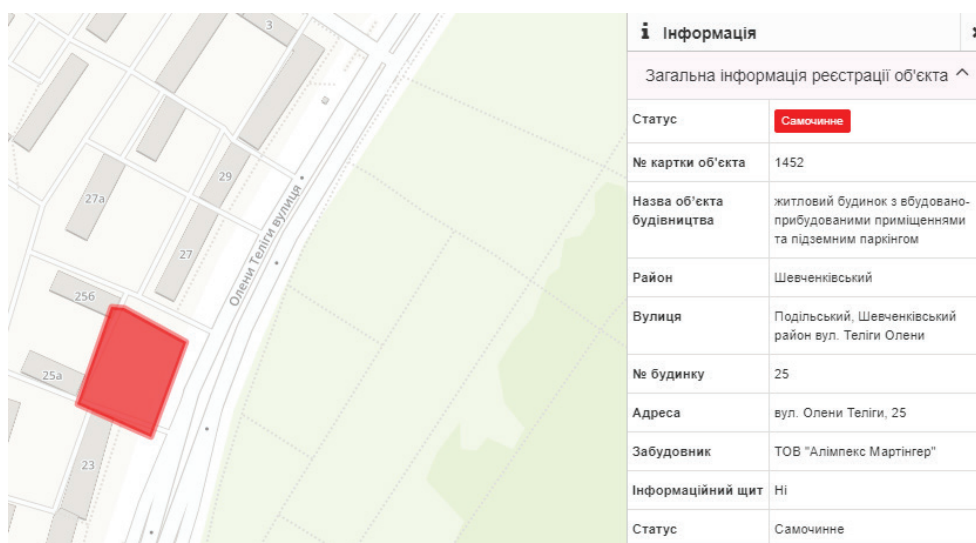 3
29
27а
27
25б
25а
23
Олени Теліги вулиця
i Інформація
Загальна інформація реєстрації об'єкта
Статус Самочинне
№ картки об'єкта 1452
Назва об'єкта житловий будинок з вбудовано-
будівництва прибудованими приміщеннями
та підземним паркінгом
Район Шевченківський
Вулиця Подільський, Шевченківський
район вул. Теліги Олени
№ будинку 25
Адреса вул. Олени Теліги, 25
Забудовник ТОВ "Алімпекс Мартінгер"
Інформаційний щит Ні
Статус Самочинне